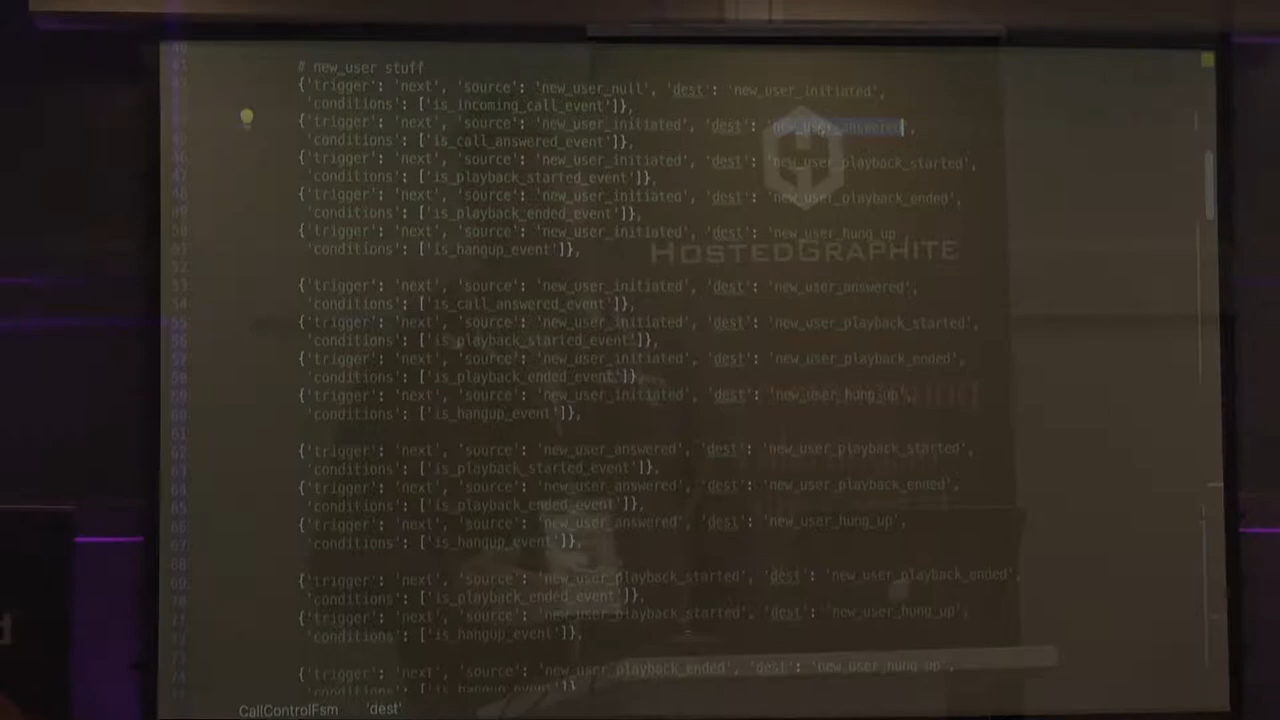 # new_user stuff
{'trigger': 'next', 'source': 'new_user_null', 'dest': 'new_user_initiated',
'conditions': ['is_incoming_call_event']},
{'trigger': 'next', 'source': 'new_user_initiated', 'dest': 'new_user_answered',
'conditions': ['is_call_answered_event']},
{'trigger': 'next', 'source': 'new_user_initiated', 'dest': 'new_user_playback_started',
'conditions': ['is_playback_started_event']},
{'trigger': 'next', 'source': 'new_user_initiated', 'dest': 'new_user_playback_ended',
'conditions': ['is_playback_ended_event']},
{'trigger': 'next', 'source': 'new_user_initiated', 'dest': 'new_user_hung_up
'conditions': ['is_hangup_event']},
HOSTEDGRAPHITE
{'trigger': 'next', 'source': 'new_user_initiated', 'dest': 'new_user_answered',
'conditions': ['is_call_answered_event']},
{'trigger': 'next', 'source': 'new_user_initiated', 'dest': 'new_user_playback_started',
'conditions': ['is_playback_started_event']},
{'trigger': 'next', 'source': 'new_user_initiated', 'dest': 'new_user_playback_ended',
'conditions': ['is_playback_ended_event']}
{'trigger': 'next', 'source': 'new_user_initiated', 'dest': 'new_user_hung_up'
'conditions': ['is_hangup_event']},
{'trigger': 'next', 'source': 'new_user_answered', 'dest': 'new_user_playback_started',
'conditions': ['is_playback_started_event']},
{'trigger': 'next', 'source': 'new_user_answered', 'dest': 'new_user_playback_ended',
'conditions': ['is_playback_ended_event']},
{'trigger': 'next', 'source': 'new_user_answered', 'dest': 'new_user_hung_up',
'conditions': ['is_hangup_event']},
{'trigger': 'next', 'source': 'new_user_playback_started', 'dest': 'new_user_playback_ended',
'conditions': ['is_playback_ended_event']},
{'trigger': 'next', 'source': 'new_user_playback_started', 'dest': 'new_user_hung_up',
'conditions': ['is_hangup_event']},
{'trigger': 'next', 'source': 'new_user_playback_ended', 'dest': 'new_user_hung_up',
'conditions': ['is_hangup_event']}
CallControlFsm 'dest'